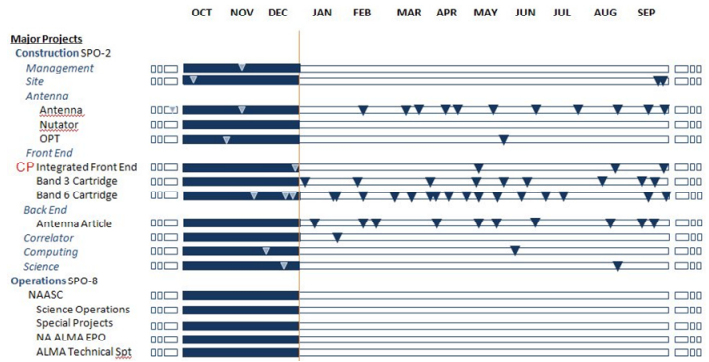 OCT NOV DEC JAN FEB MAR APR MAY JUN JUL AUG SEP
Major Projects
Construction SPO-2
Management
Site
Antenna
Antenna
Nutator
OPT
Front End
CP Integrated Front End
Band 3 Cartridge
Band 6 Cartridge
Back End
Antenna Article
Correlator
Computing
Science
Operations SPO-8
NAASC
Science Operations
Special Projects
NA ALMA EPO
ALMA Technical Spt